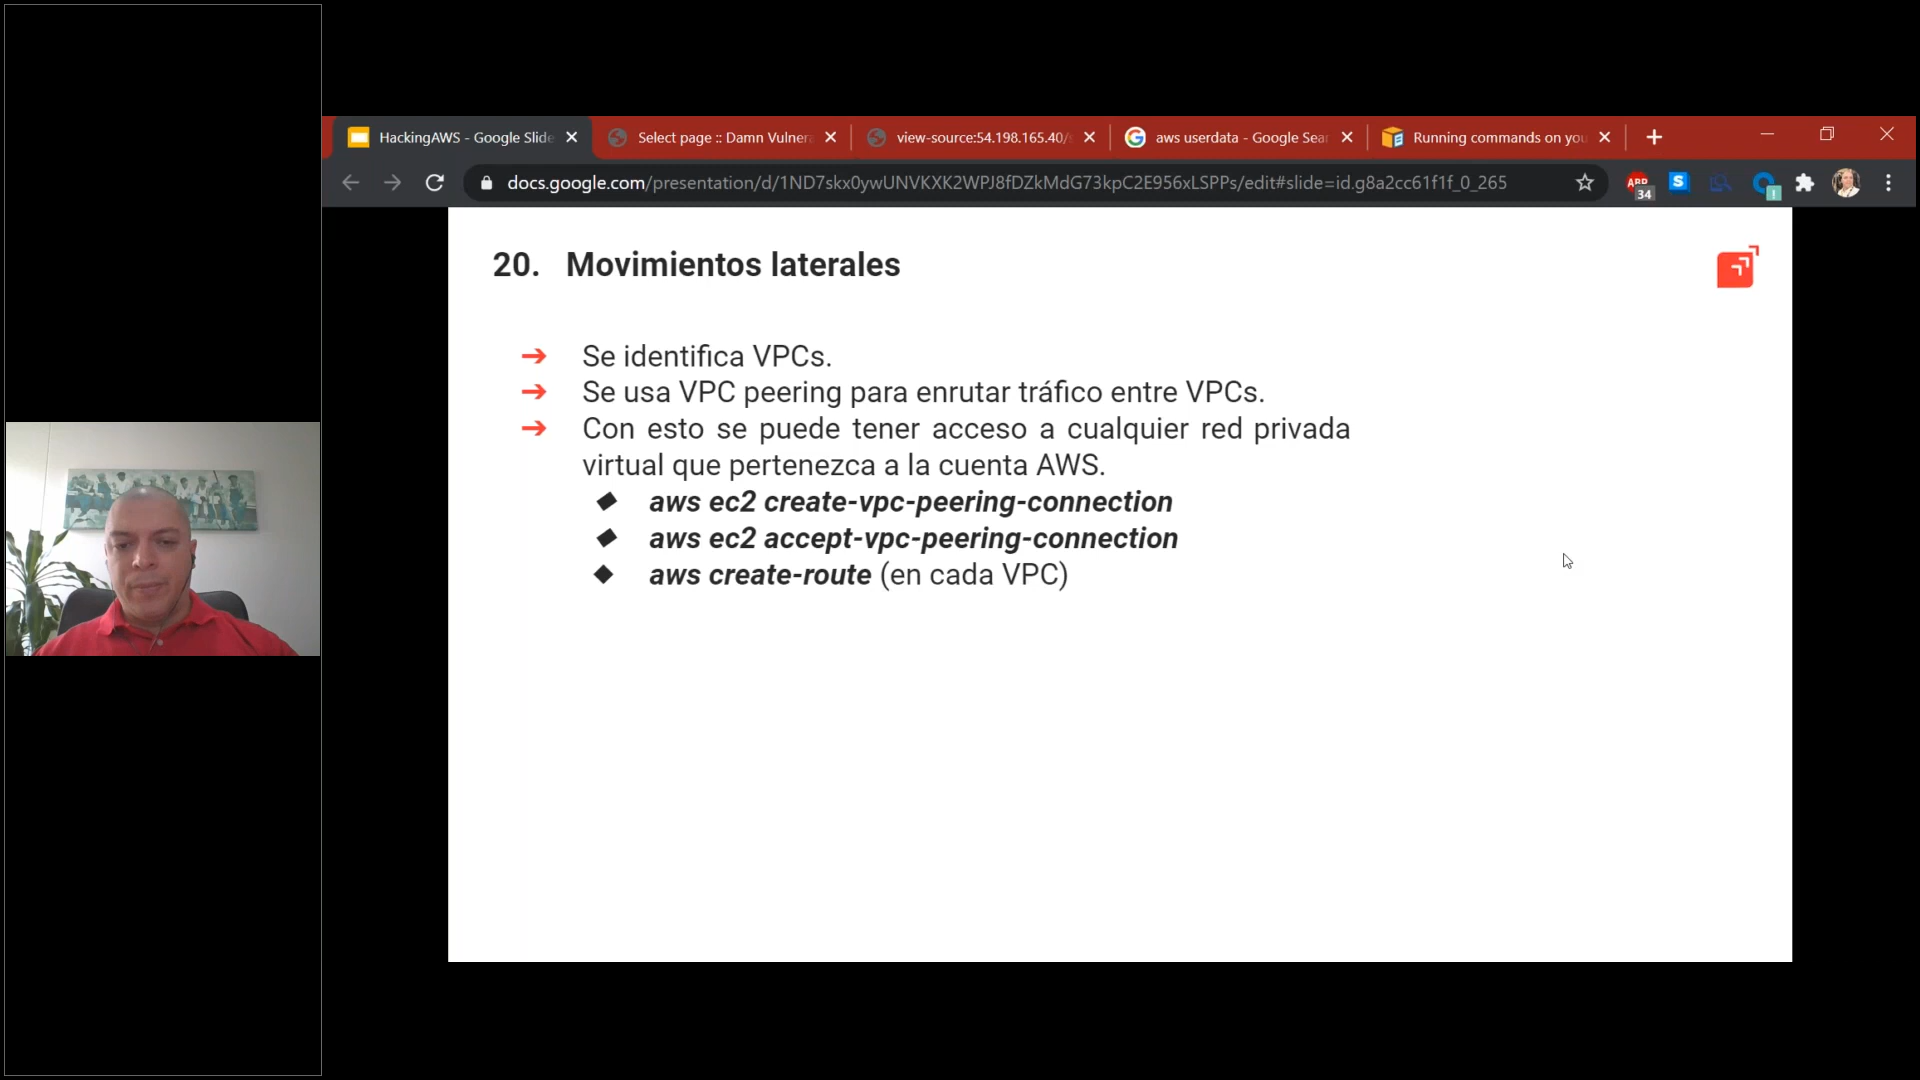 HackingAWS - Google Slide
Select page :: Damn Vulnera
view-source:54.198.165.40/
aws userdata - Google Sear
Running commands on you
docs.google.com/presentation/d/1ND7skx0ywUNVKXK2WPJ8fDZkMdG73kpC2E956xLSPPs/edit#slide=id.g8a2cc61f1f_0_265
ABP
34
S
20. Movimientos laterales
➔ Se identifica VPCs.
➔ Se usa VPC peering para enrutar tráfico entre VPCs.
➔ Con esto se puede tener acceso a cualquier red privada
virtual que pertenezca a la cuenta AWS.
◆ aws ec2 create-vpc-peering-connection
◆ aws ec2 accept-vpc-peering-connection
◆ aws create-route (en cada VPC)